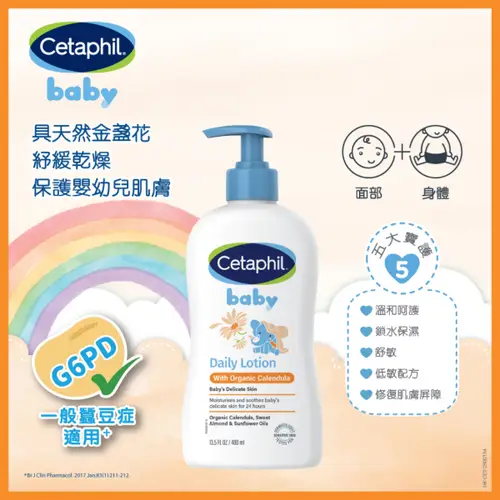 Cetaphil®
baby
具天然金盞花
紓緩乾燥
保護嬰幼兒肌膚
面部
身體
五大寶護
5
溫和呵護
鎖水保濕
舒敏
低敏配方
修復肌膚屏障
G6PD
一般蠶豆症
適用+
Cetaphil®
baby
Daily Lotion
With Organic Calendula
Baby's Delicate Skin
Moisturises and soothes baby's
delicate skin for 24 hours
Organic Calendula, Sweet
Almond & Sunflower Oils
13.5 FL OZ / 400 ml